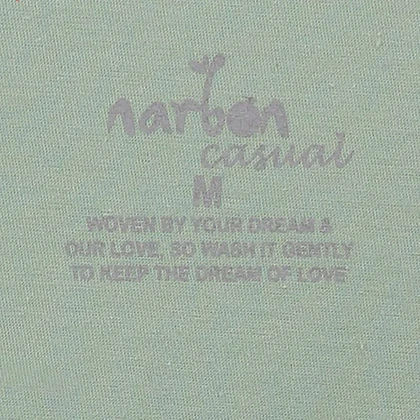 narbon
casual
M
WOVEN BY YOUR DREAM &
OUR LOVE, SO WASH IT GENTLY
TO KEEP THE DREAM OF LOVE